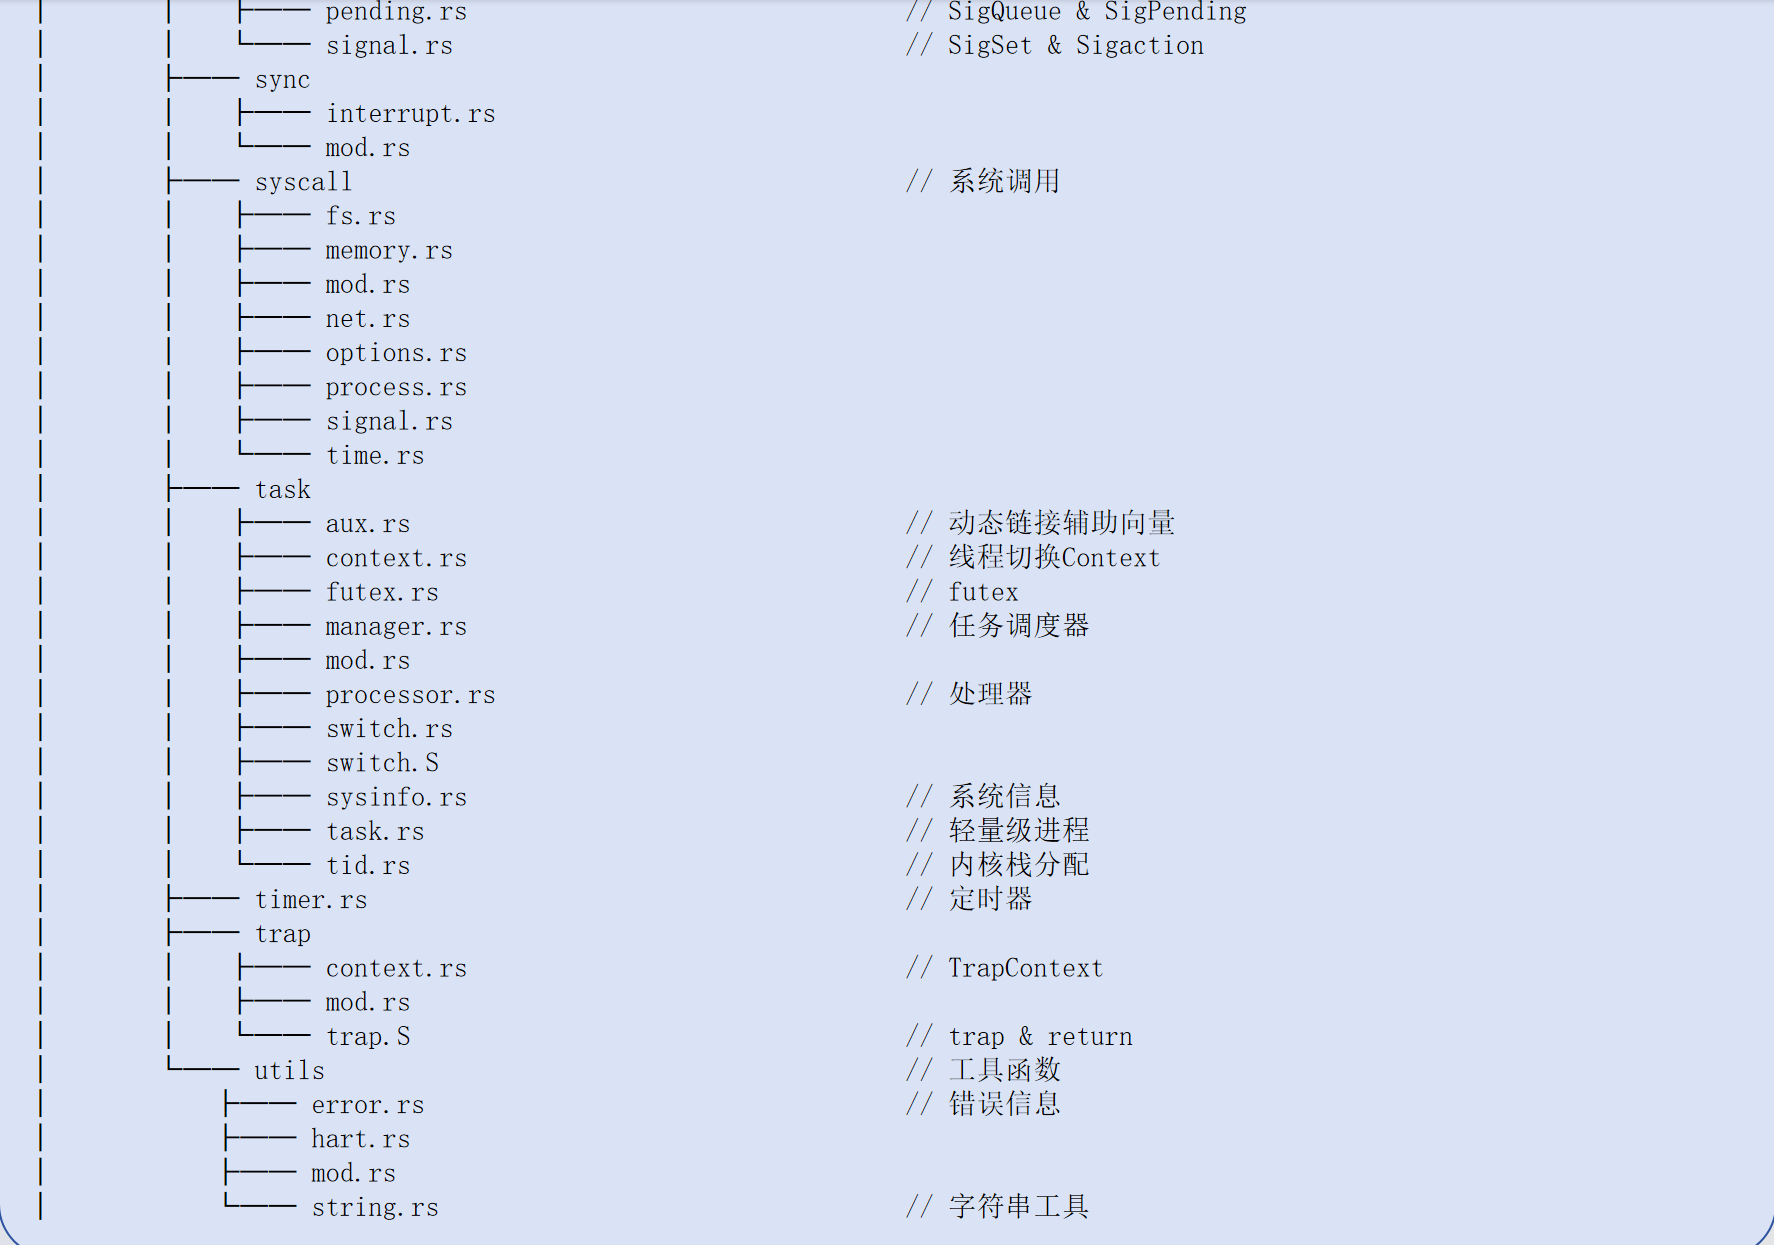 │        │    ├──── pending.rs    // SigQueue & SigPending
│        │    └──── signal.rs    // SigSet & Sigaction
│        ├──── sync
│        │    ├──── interrupt.rs
│        │    └──── mod.rs
│        ├──── syscall    // 系统调用
│        │    ├──── fs.rs
│        │    ├──── memory.rs
│        │    ├──── mod.rs
│        │    ├──── net.rs
│        │    ├──── options.rs
│        │    ├──── process.rs
│        │    ├──── signal.rs
│        │    └──── time.rs
│        ├──── task
│        │    ├──── aux.rs    // 动态链接辅助向量
│        │    ├──── context.rs    // 线程切换Context
│        │    ├──── futex.rs    // futex
│        │    ├──── manager.rs    // 任务调度器
│        │    ├──── mod.rs
│        │    ├──── processor.rs    // 处理器
│        │    ├──── switch.rs
│        │    ├──── switch.S
│        │    ├──── sysinfo.rs    // 系统信息
│        │    ├──── task.rs    // 轻量级进程
│        │    └──── tid.rs    // 内核栈分配
│        ├──── timer.rs    // 定时器
│        ├──── trap
│        │    ├──── context.rs    // TrapContext
│        │    ├──── mod.rs
│        │    └──── trap.S    // trap & return
│        └──── utils    // 工具函数
│            ├──── error.rs    // 错误信息
│            ├──── hart.rs
│            ├──── mod.rs
│            └──── string.rs    // 字符串工具